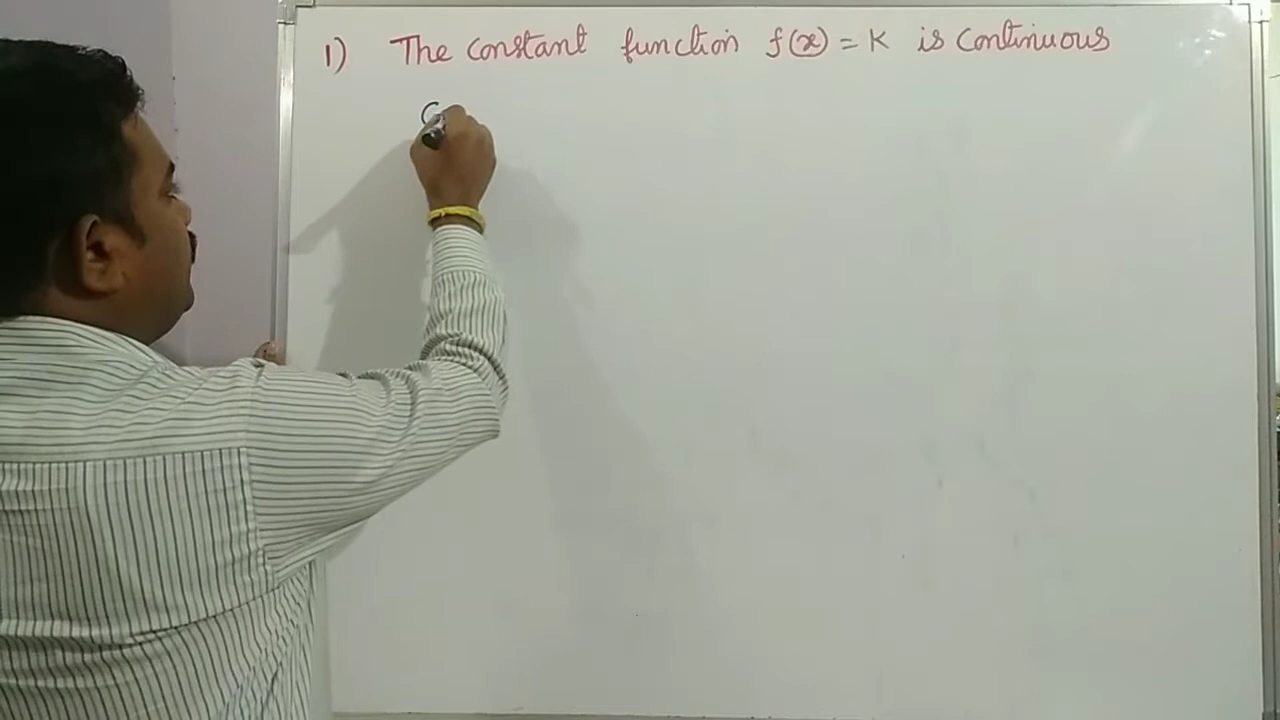 1) The constant function f(x) = K is continuous